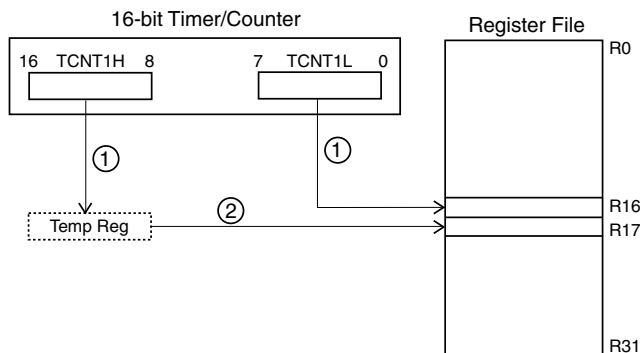 16-bit Timer/Counter
Register File
16 TCNT1H 8
7 TCNT1L 0
R0
1
1
Temp Reg
2
R16
R17
R31